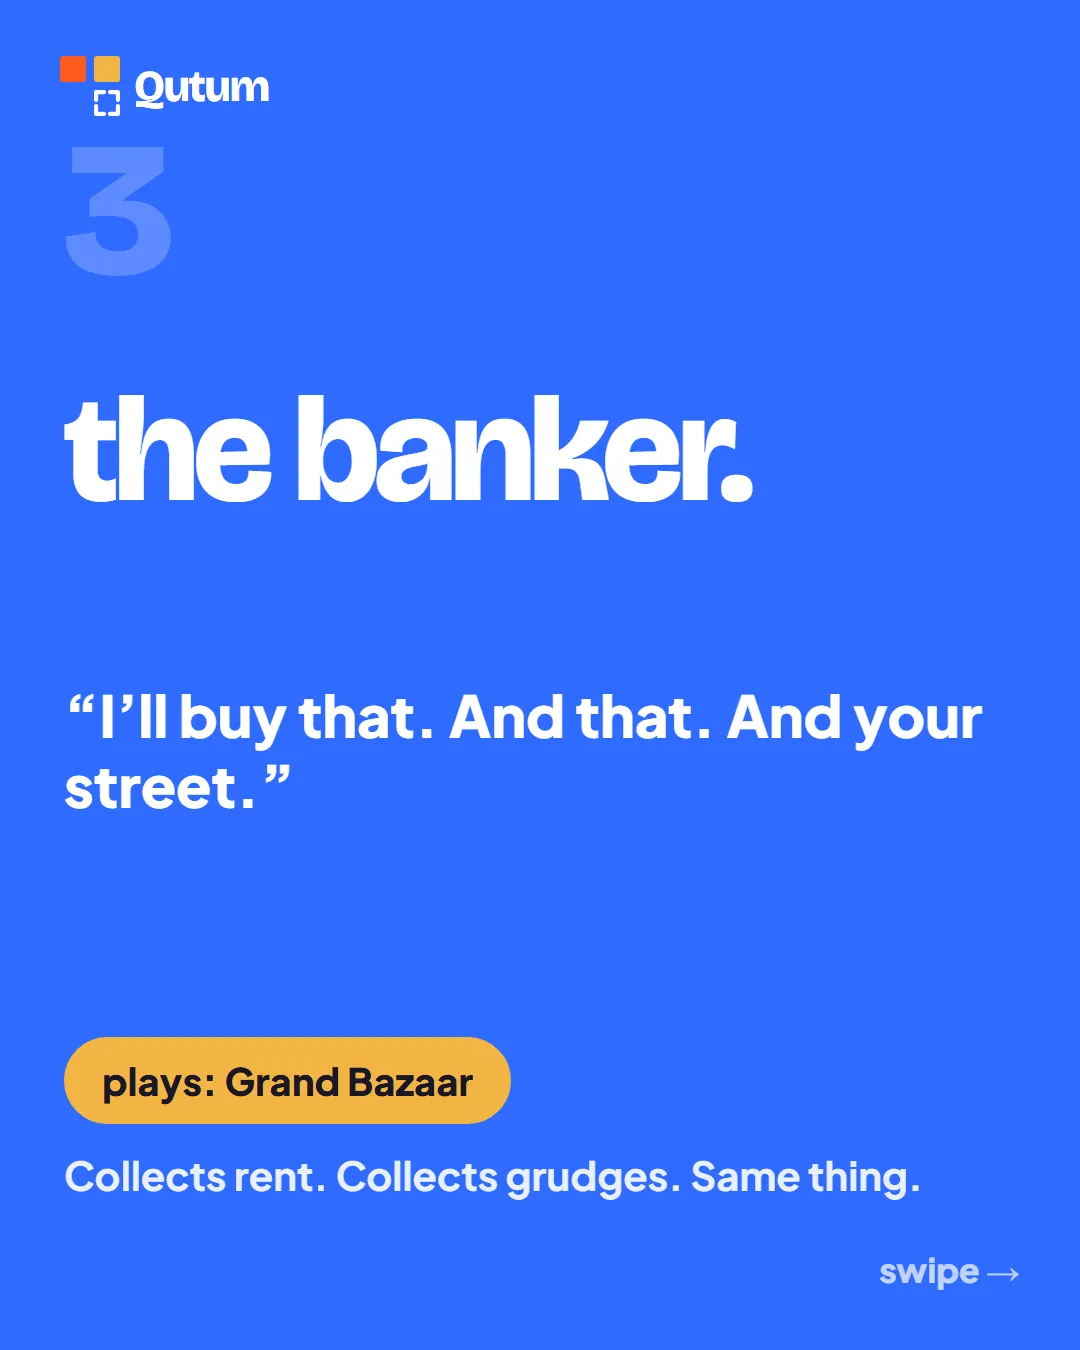 Qutum
3
the banker.
“I’ll buy that. And that. And your
street.”
plays: Grand Bazaar
Collects rent. Collects grudges. Same thing.
swipe →